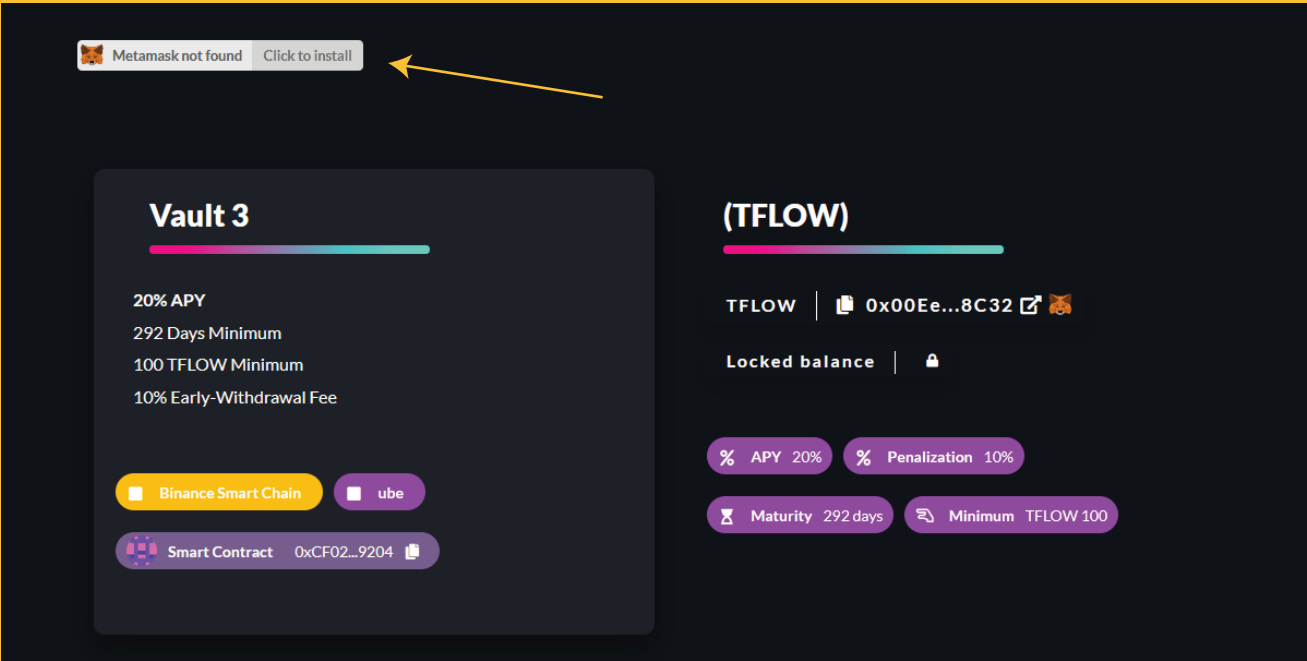 Metamask not found Click to install
Vault 3
20% APY
292 Days Minimum
100 TFLOW Minimum
10% Early-Withdrawal Fee
Binance Smart Chain ube
Smart Contract 0xCF02...9204
(TFLOW)
TFLOW 0x00Ee...8C32
Locked balance
APY 20% Penalization 10%
Maturity 292 days Minimum TFLOW 100